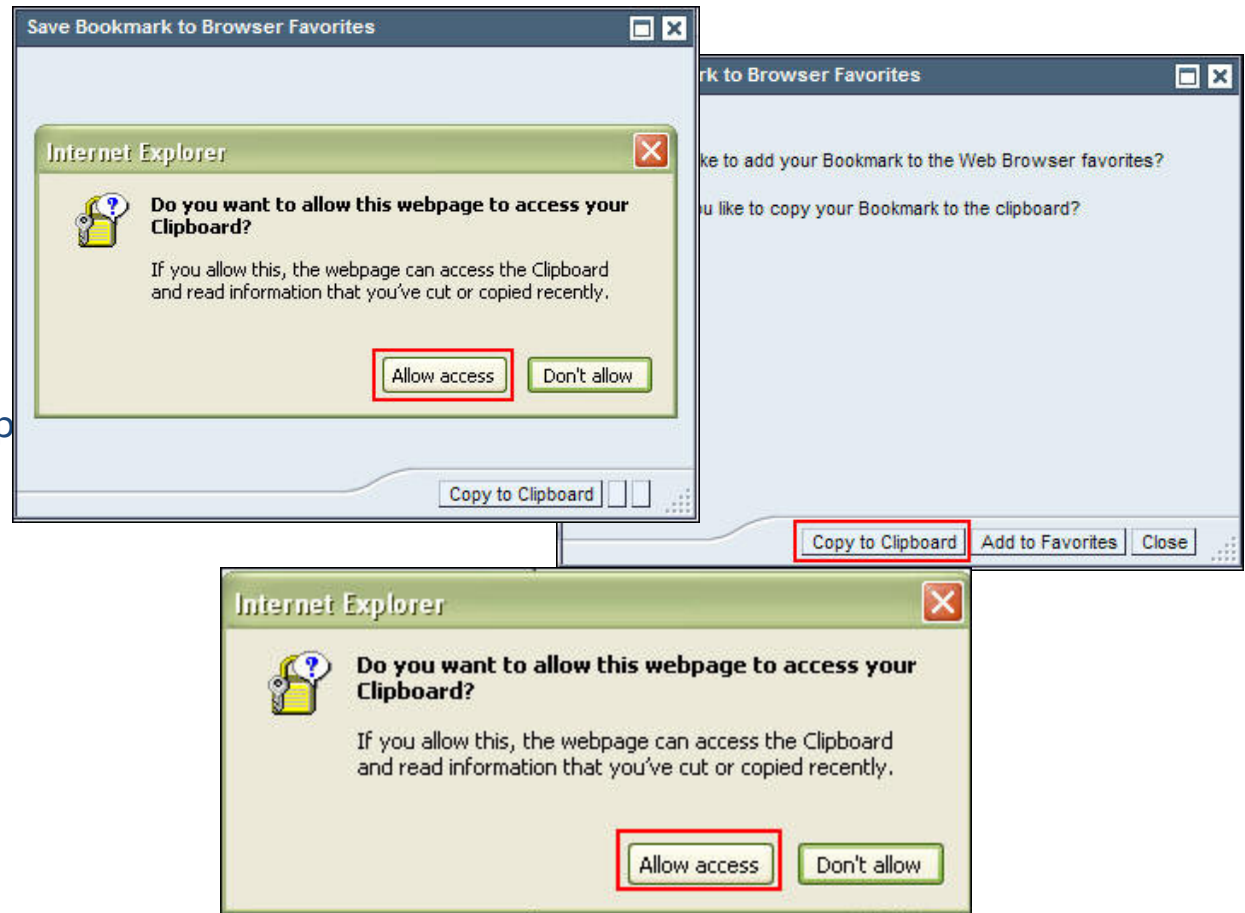 Save Bookmark to Browser Favorites
Internet Explorer
Do you want to allow this webpage to access your
Clipboard?
If you allow this, the webpage can access the Clipboard
and read information that you've cut or copied recently.
Allow access Don't allow
Copy to Clipboard
rk to Browser Favorites
ke to add your Bookmark to the Web Browser favorites?
u like to copy your Bookmark to the clipboard?
Copy to Clipboard Add to Favorites Close
Internet Explorer
Do you want to allow this webpage to access your
Clipboard?
If you allow this, the webpage can access the Clipboard
and read information that you've cut or copied recently.
Allow access Don't allow